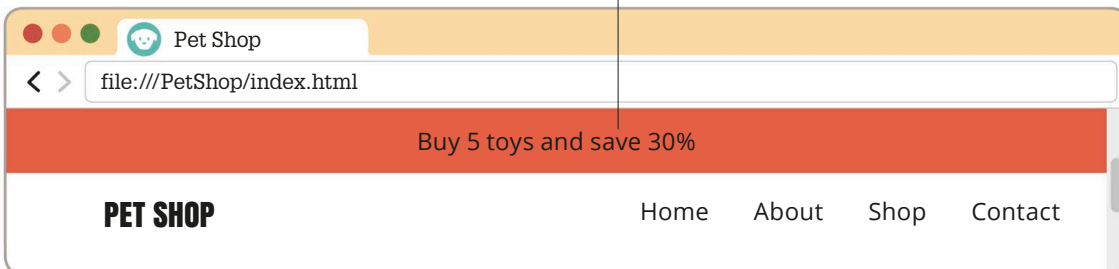 Pet Shop
file:///PetShop/index.html
Buy 5 toys and save 30%
PET SHOP Home About Shop Contact